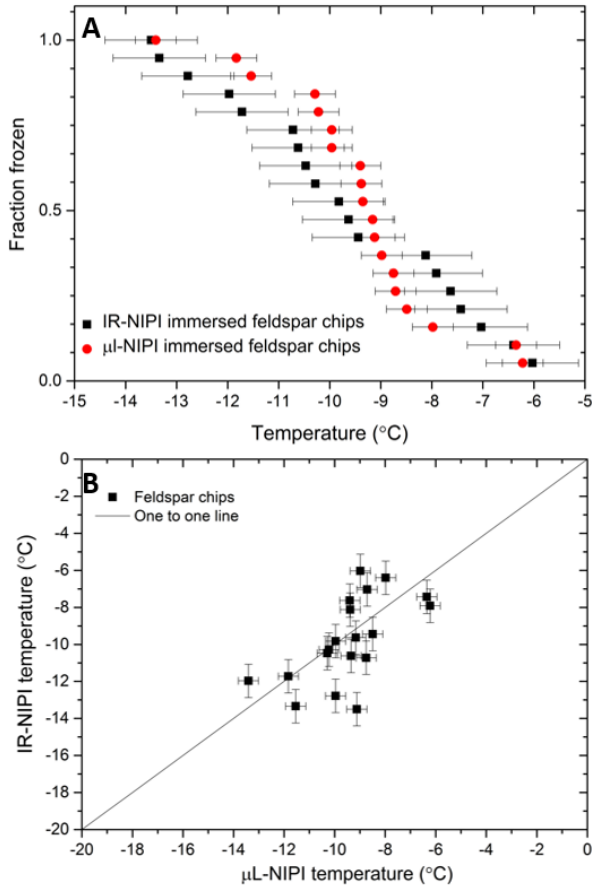 A
1.0
0.5
0.0
Fraction frozen
IR-NIPI immersed feldspar chips
μl-NIPI immersed feldspar chips
-15 -14 -13 -12 -11 -10 -9 -8 -7 -6 -5
Temperature (°C)
B
Feldspar chips
One to one line
0
-2
-4
-6
-8
-10
-12
-14
-16
-18
-20
IR-NIPI temperature (°C)
-20 -18 -16 -14 -12 -10 -8 -6 -4 -2 0
μL-NIPI temperature (°C)